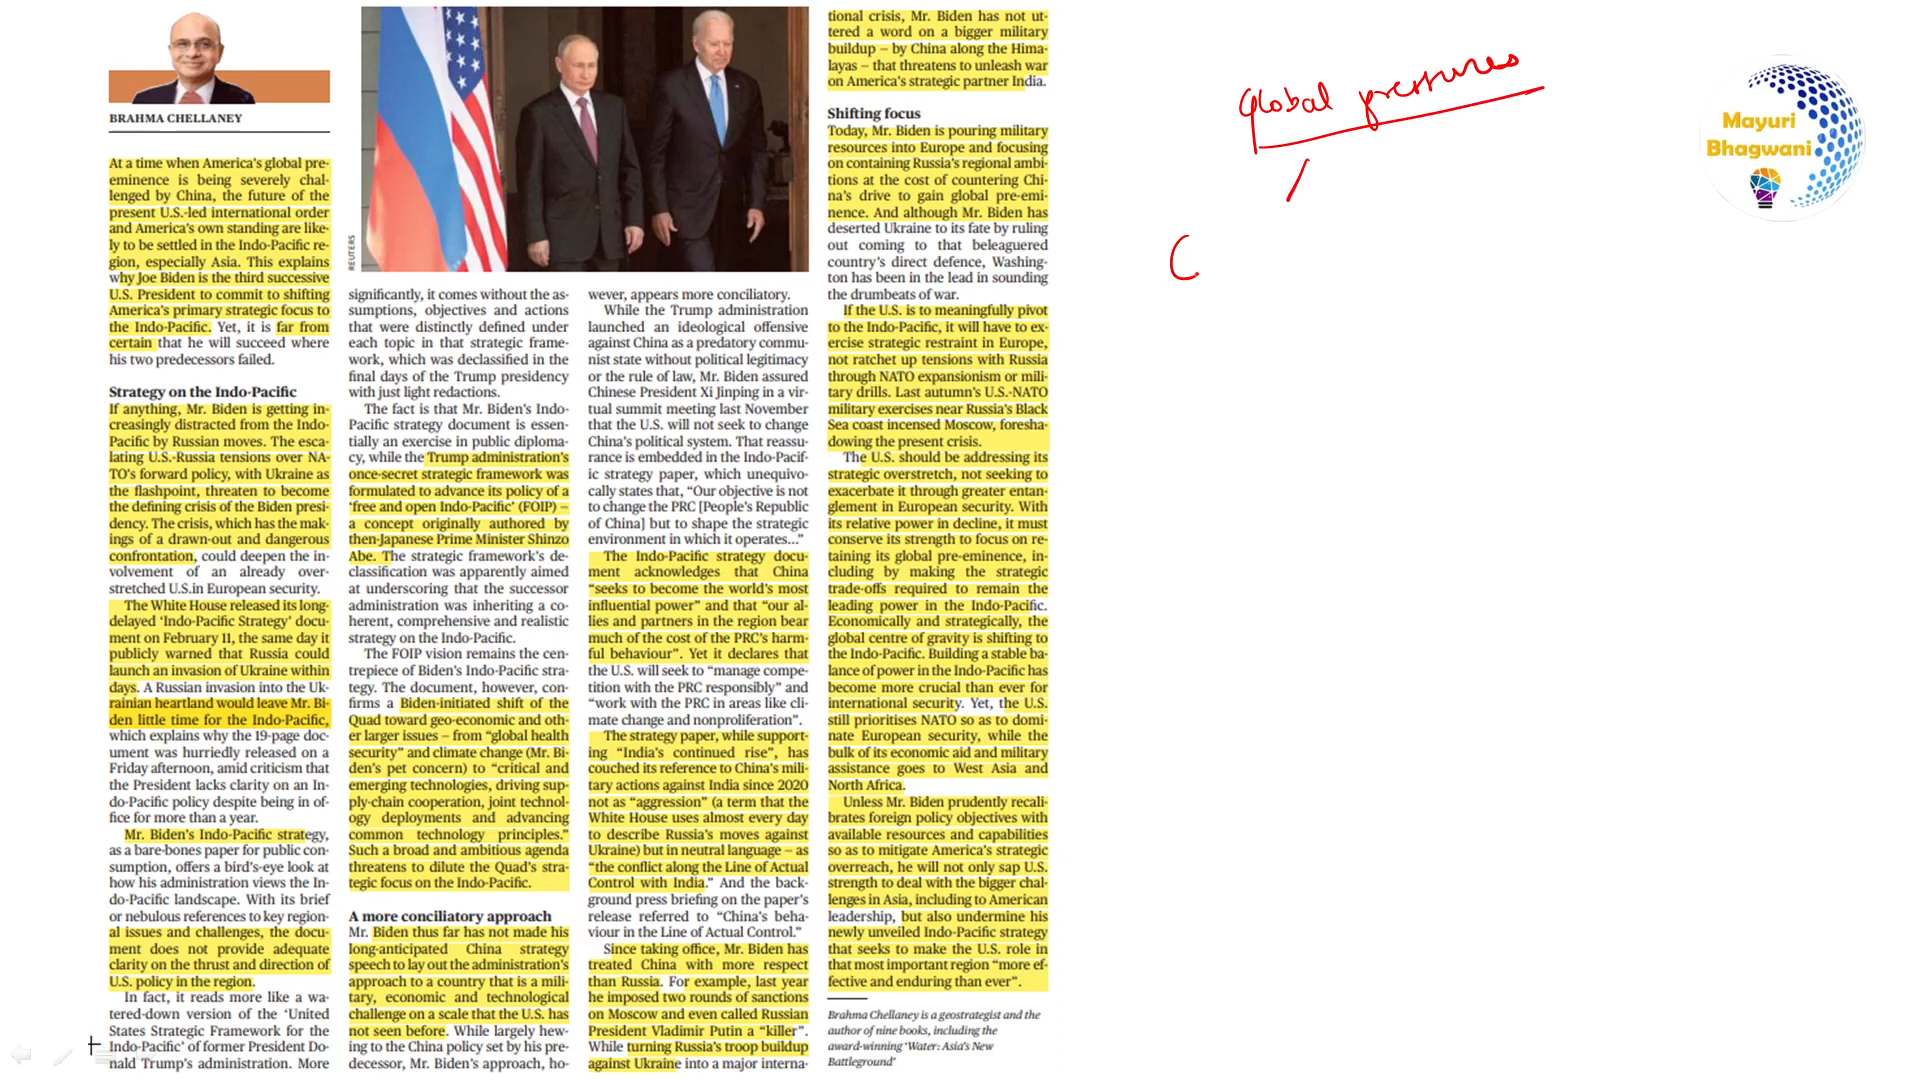 BRAHMA CHELLANEY
At a time when America's global pre-
eminence is being severely chal-
lenged by China, the future of the
present U.S.-led international order
and America's own standing are like-
ly to be settled in the Indo-Pacific re-
gion, especially Asia. This explains
why Joe Biden is the third successive
U.S. President to commit to shifting
America's primary strategic focus to
the Indo-Pacific. Yet, it is far from
certain that he will succeed where
his two predecessors failed.
Strategy on the Indo-Pacific
If anything, Mr. Biden is getting in-
creasingly distracted from the Indo-
Pacific by Russian moves. The esca-
lating U.S.-Russia tensions over NA-
TO's forward policy, with Ukraine as
the flashpoint, threaten to become
the defining crisis of the Biden presi-
dency. The crisis, which has the mak-
ings of a drawn-out and dangerous
confrontation, could deepen the in-
volvement of an already over-
stretched U.S.in European security.
The White House released its long-
delayed 'Indo-Pacific Strategy' docu-
ment on February 11, the same day it
publicly warned that Russia could
launch an invasion of Ukraine within
days. A Russian invasion into the Uk-
rainian heartland would leave Mr. Bi-
den little time for the Indo-Pacific,
which explains why the 19-page doc-
ument was hurriedly released on a
Friday afternoon, amid criticism that
the President lacks clarity on an In-
do-Pacific policy despite being in of-
fice for more than a year.
Mr. Biden's Indo-Pacific strategy,
as a bare-bones paper for public con-
sumption, offers a bird's-eye look at
how his administration views the In-
do-Pacific landscape. With its brief
or nebulous references to key region-
al issues and challenges, the docu-
ment does not provide adequate
clarity on the thrust and direction of
U.S. policy in the region.
In fact, it reads more like a wa-
tered-down version of the 'United
States Strategic Framework for the
Indo-Pacific' of former President Do-
nald Trump's administration. More
REUTERS
significantly, it comes without the as-
sumptions, objectives and actions
that were distinctly defined under
each topic in that strategic frame-
work, which was declassified in the
final days of the Trump presidency
with just light redactions.
The fact is that Mr. Biden's Indo-
Pacific strategy document is essen-
tially an exercise in public diploma-
cy, while the Trump administration's
once-secret strategic framework was
formulated to advance its policy of a
'free and open Indo-Pacific' (FOIP) –
a concept originally authored by
then-Japanese Prime Minister Shinzo
Abe. The strategic framework's de-
classification was apparently aimed
at underscoring that the successor
administration was inheriting a co-
herent, comprehensive and realistic
strategy on the Indo-Pacific.
The FOIP vision remains the cen-
trepiece of Biden's Indo-Pacific stra-
tegy. The document, however, con-
firms a Biden-initiated shift of the
Quad toward geo-economic and oth-
er larger issues – from "global health
security" and climate change (Mr. Bi-
den's pet concern) to "critical and
emerging technologies, driving sup-
ply-chain cooperation, joint technol-
ogy deployments and advancing
common technology principles."
Such a broad and ambitious agenda
threatens to dilute the Quad's stra-
tegic focus on the Indo-Pacific.
A more conciliatory approach
Mr. Biden thus far has not made his
long-anticipated China strategy
speech to lay out the administration's
approach to a country that is a mili-
tary, economic and technological
challenge on a scale that the U.S. has
not seen before. While largely hew-
ing to the China policy set by his pre-
decessor, Mr. Biden's approach, ho-
wever, appears more conciliatory.
While the Trump administration
launched an ideological offensive
against China as a predatory commu-
nist state without political legitimacy
or the rule of law, Mr. Biden assured
Chinese President Xi Jinping in a vir-
tual summit meeting last November
that the U.S. will not seek to change
China's political system. That reassu-
rance is embedded in the Indo-Pacif-
ic strategy paper, which unequivo-
cally states that, "Our objective is not
to change the PRC [People's Republic
of China] but to shape the strategic
environment in which it operates..."
The Indo-Pacific strategy docu-
ment acknowledges that China
"seeks to become the world's most
influential power" and that "our al-
lies and partners in the region bear
much of the cost of the PRC's harm-
ful behaviour". Yet it declares that
the U.S. will seek to "manage compe-
tition with the PRC responsibly" and
"work with the PRC in areas like cli-
mate change and nonproliferation".
The strategy paper, while support-
ing "India's continued rise", has
couched its reference to China's mili-
tary actions against India since 2020
not as "aggression" (a term that the
White House uses almost every day
to describe Russia's moves against
Ukraine) but in neutral language – as
"the conflict along the Line of Actual
Control with India." And the back-
ground press briefing on the paper's
release referred to "China's beha-
viour in the Line of Actual Control."
Since taking office, Mr. Biden has
treated China with more respect
than Russia. For example, last year
he imposed two rounds of sanctions
on Moscow and even called Russian
President Vladimir Putin a "killer".
While turning Russia's troop buildup
against Ukraine into a major interna-
tional crisis, Mr. Biden has not ut-
tered a word on a bigger military
buildup – by China along the Hima-
layas – that threatens to unleash war
on America's strategic partner India.
Shifting focus
Today, Mr. Biden is pouring military
resources into Europe and focusing
on containing Russia's regional ambi-
tions at the cost of countering Chi-
na's drive to gain global pre-emi-
nence. And although Mr. Biden has
deserted Ukraine to its fate by ruling
out coming to that beleaguered
country's direct defence, Washing-
ton has been in the lead in sounding
the drumbeats of war.
If the U.S. is to meaningfully pivot
to the Indo-Pacific, it will have to ex-
ercise strategic restraint in Europe,
not ratchet up tensions with Russia
through NATO expansionism or mili-
tary drills. Last autumn's U.S.-NATO
military exercises near Russia's Black
Sea coast incensed Moscow, foresha-
dowing the present crisis.
The U.S. should be addressing its
strategic overstretch, not seeking to
exacerbate it through greater entan-
glement in European security. With
its relative power in decline, it must
conserve its strength to focus on re-
taining its global pre-eminence, in-
cluding by making the strategic
trade-offs required to remain the
leading power in the Indo-Pacific.
Economically and strategically, the
global centre of gravity is shifting to
the Indo-Pacific. Building a stable ba-
lance of power in the Indo-Pacific has
become more crucial than ever for
international security. Yet, the U.S.
still prioritises NATO so as to domi-
nate European security, while the
bulk of its economic aid and military
assistance goes to West Asia and
North Africa.
Unless Mr. Biden prudently recali-
brates foreign policy objectives with
available resources and capabilities
so as to mitigate America's strategic
overreach, he will not only sap U.S.
strength to deal with the bigger chal-
lenges in Asia, including to American
leadership, but also undermine his
newly unveiled Indo-Pacific strategy
that seeks to make the U.S. role in
that most important region "more ef-
fective and enduring than ever".
Brahma Chellaney is a geostrategist and the
author of nine books, including the
award-winning 'Water: Asia's New
Battleground'
Global pressures
C
Mayuri
Bhagwani